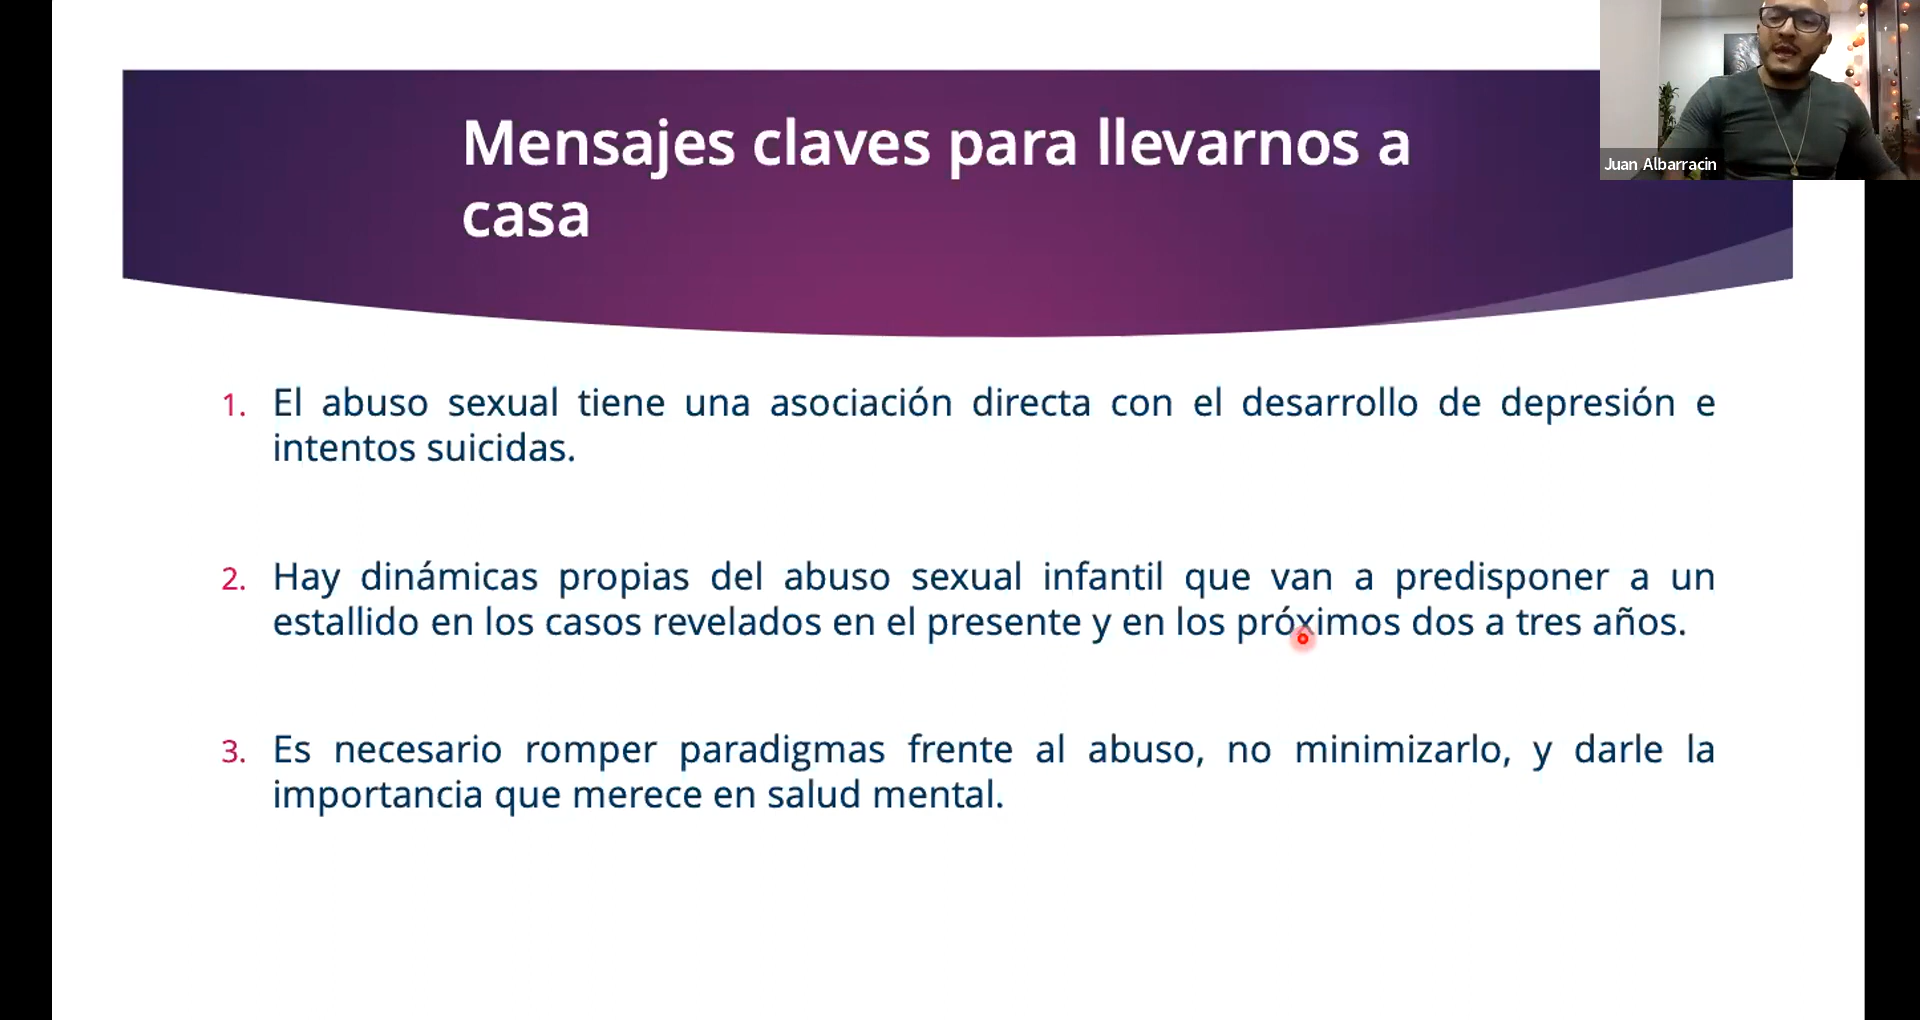 Mensajes claves para llevarnos a
casa
Juan Albarracin
1. El abuso sexual tiene una asociación directa con el desarrollo de depresión e
intentos suicidas.
2. Hay dinámicas propias del abuso sexual infantil que van a predisponer a un
estallido en los casos revelados en el presente y en los próximos dos a tres años.
3. Es necesario romper paradigmas frente al abuso, no minimizarlo, y darle la
importancia que merece en salud mental.